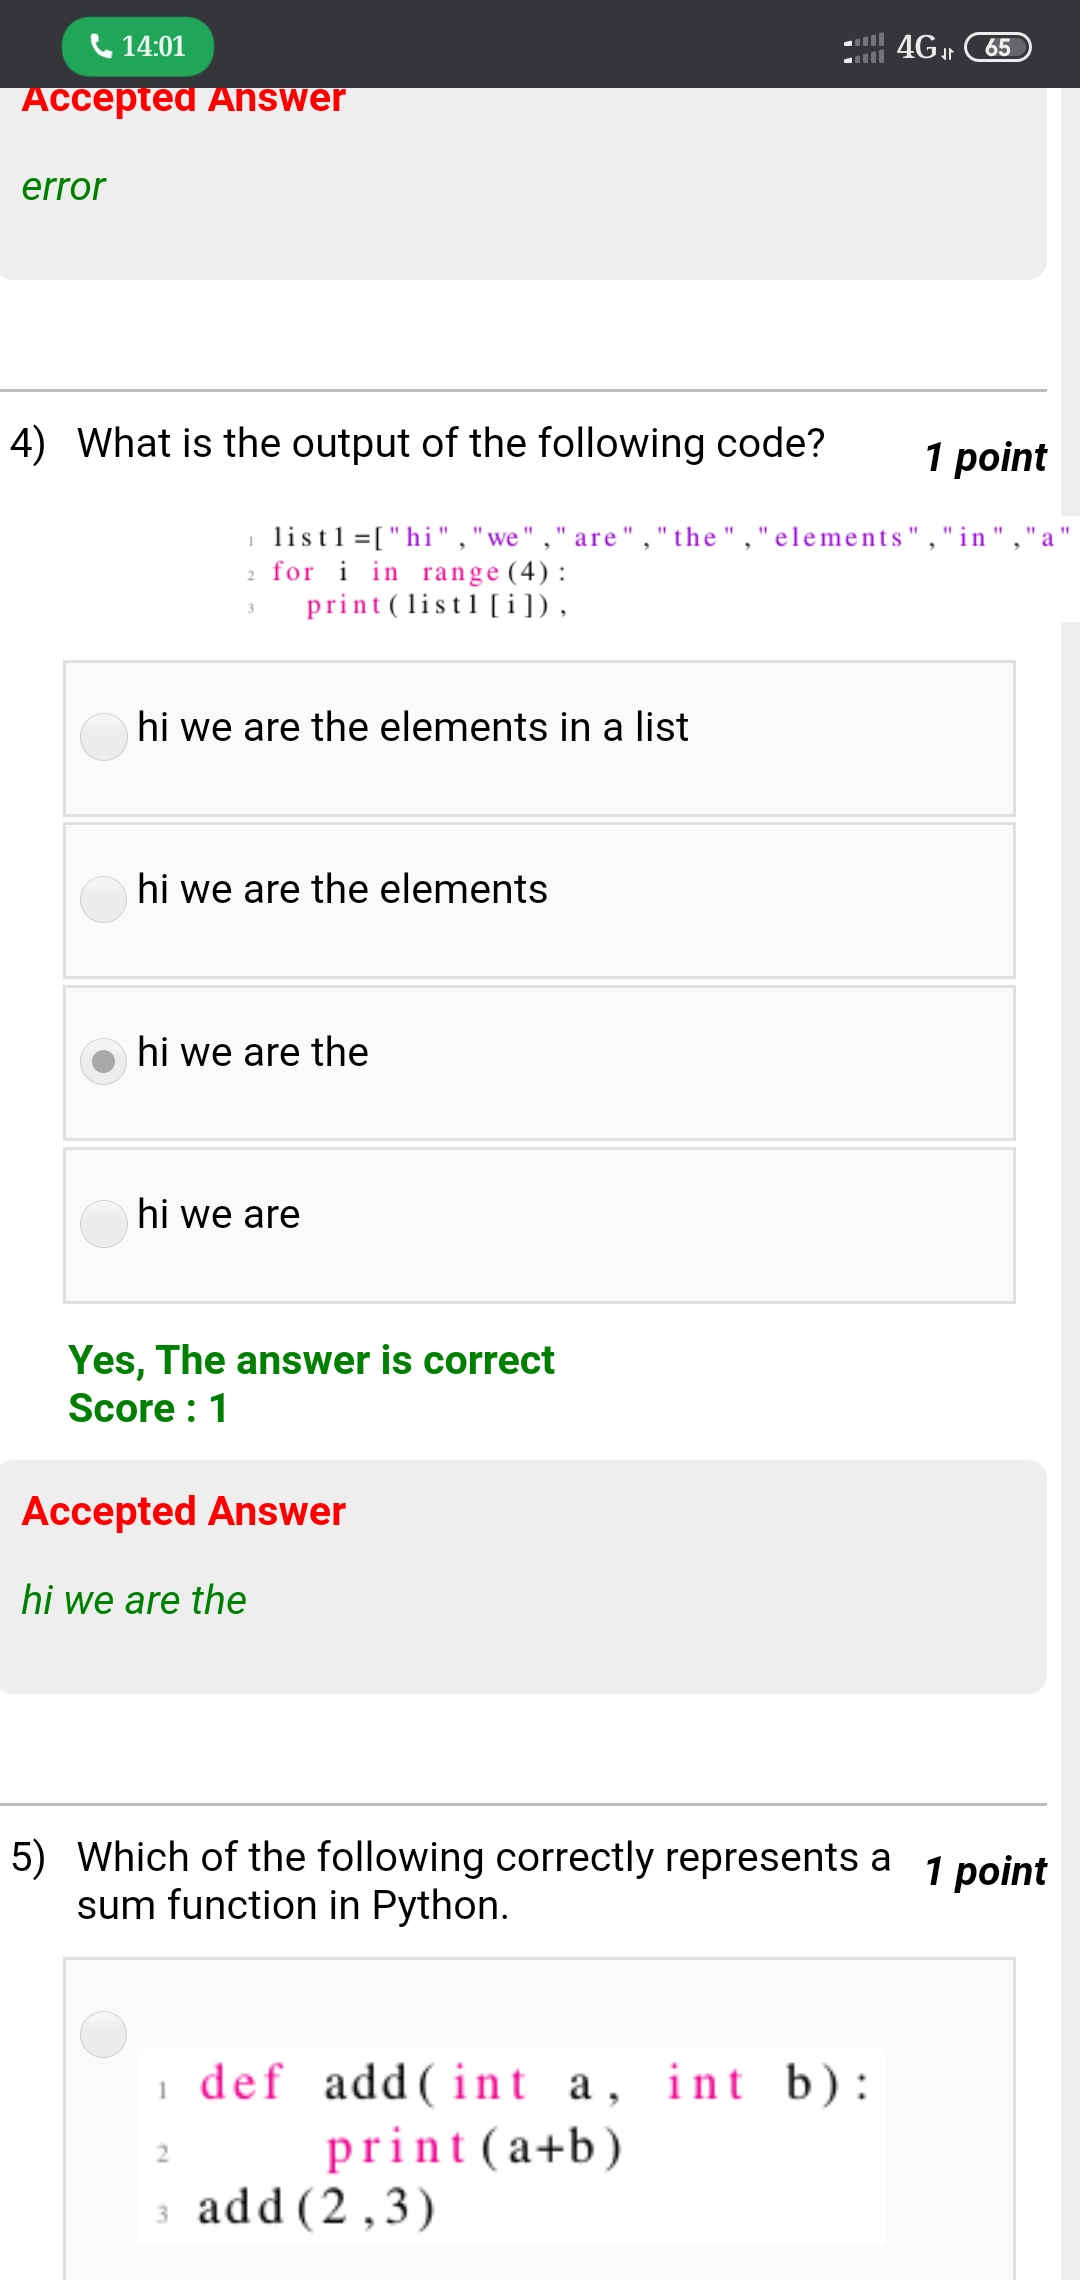 14:01 4G 65
Accepted Answer
error
4) What is the output of the following code? 1 point
1 list1=["hi","we","are","the","elements","in","a"
2 for i in range(4):
3 print(list1[i]),
hi we are the elements in a list
hi we are the elements
hi we are the
hi we are
Yes, The answer is correct
Score : 1
Accepted Answer
hi we are the
5) Which of the following correctly represents a 1 point
sum function in Python.
1 def add(int a, int b):
2 print(a+b)
3 add(2,3)